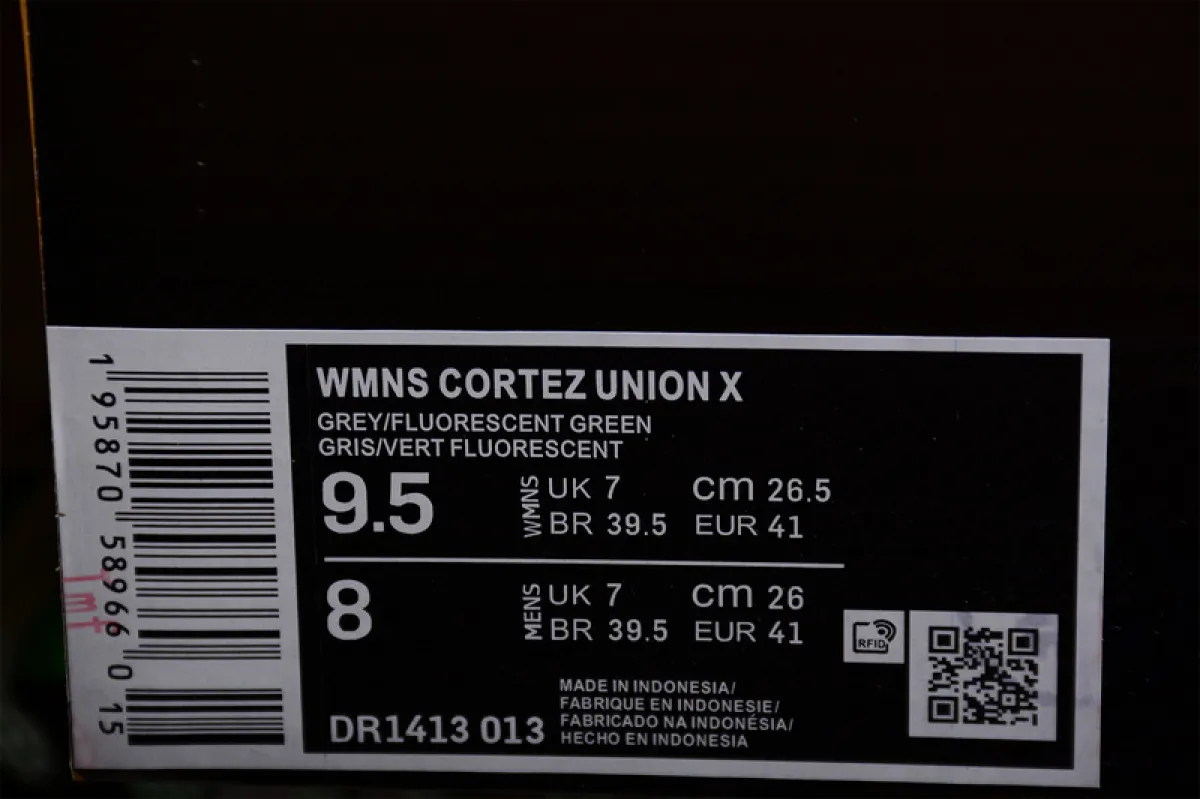 1 95870 58966 0 15
1mt
WMNS CORTEZ UNION X
GREY/FLUORESCENT GREEN
GRIS/VERT FLUORESCENT
9.5
WMNS
UK 7 cm 26.5
BR 39.5 EUR 41
8
MENS
UK 7 cm 26
BR 39.5 EUR 41
RFID
DR1413 013
MADE IN INDONESIA/
FABRIQUE EN INDONESIE/
FABRICADO NA INDONÉSIA/
HECHO EN INDONESIA